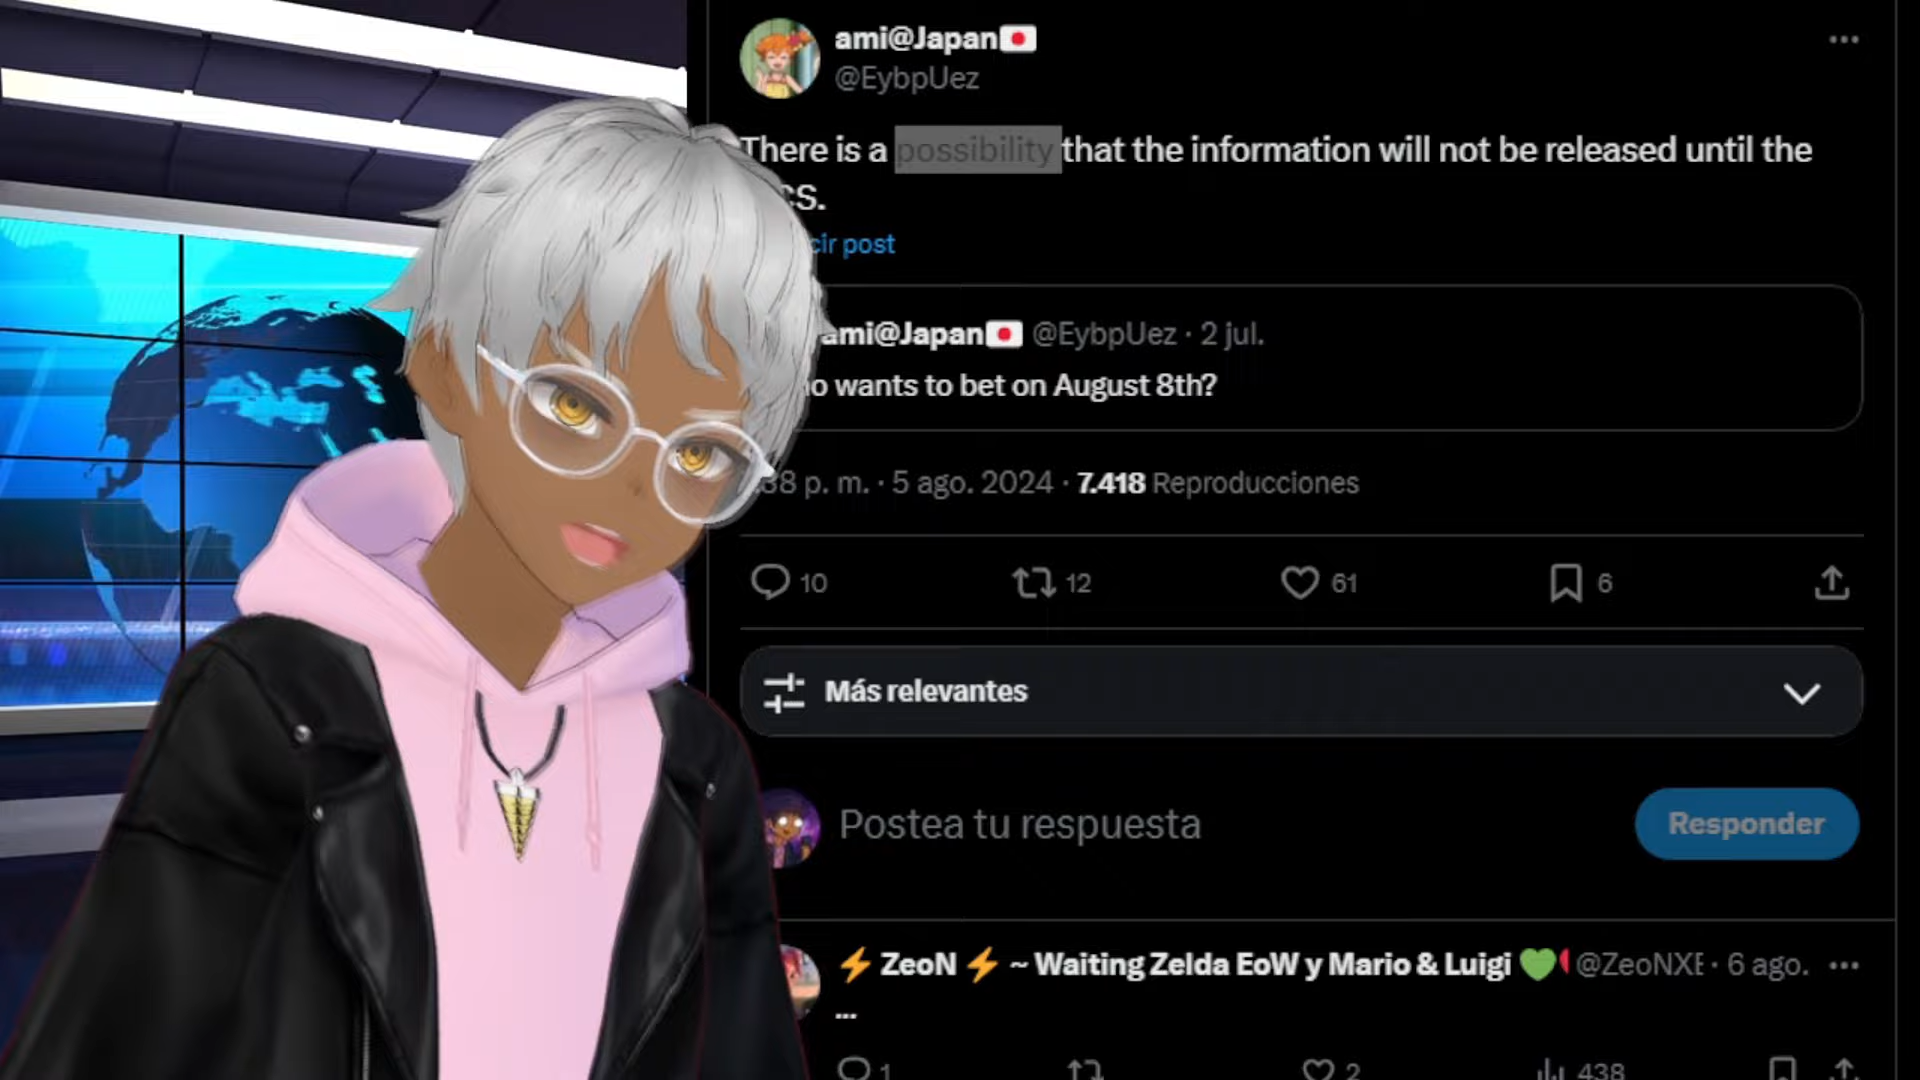 ami@Japan🇯🇵
@EybpUez
There is a possibility that the information will not be released until the
CS.
cir post
ami@Japan🇯🇵 @EybpUez · 2 jul.
wants to bet on August 8th?
38 p. m. · 5 ago. 2024 · 7.418 Reproducciones
10 12 61 6
Más relevantes
Postea tu respuesta
Responder
⚡ ZeoN ⚡ ~ Waiting Zelda EoW y Mario & Luigi 💚 @ZeoNXE · 6 ago.
...
1 2 438